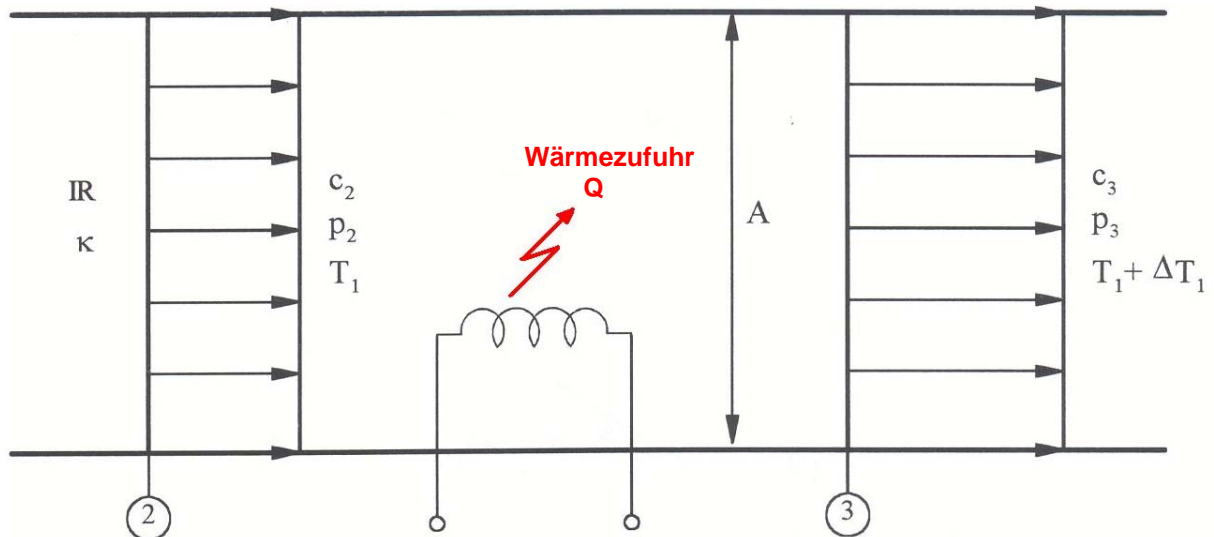 IR
κ
c₂
p₂
T₁
Wärmezufuhr
Q
A
c₃
p₃
T₁ + ΔT₁
2
3